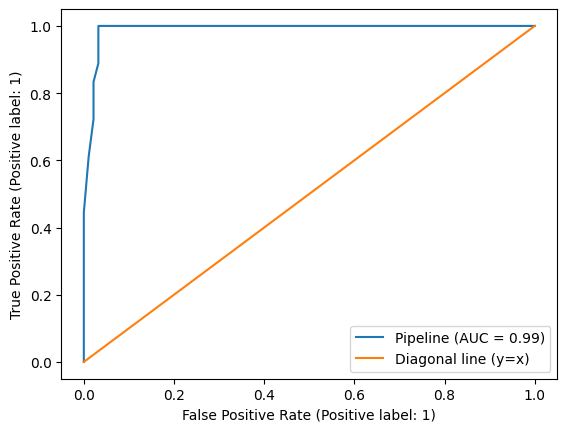 1.0
0.8
0.6
0.4
0.2
0.0
True Positive Rate (Positive label: 1)
Pipeline (AUC = 0.99)
Diagonal line (y=x)
0.0 0.2 0.4 0.6 0.8 1.0
False Positive Rate (Positive label: 1)